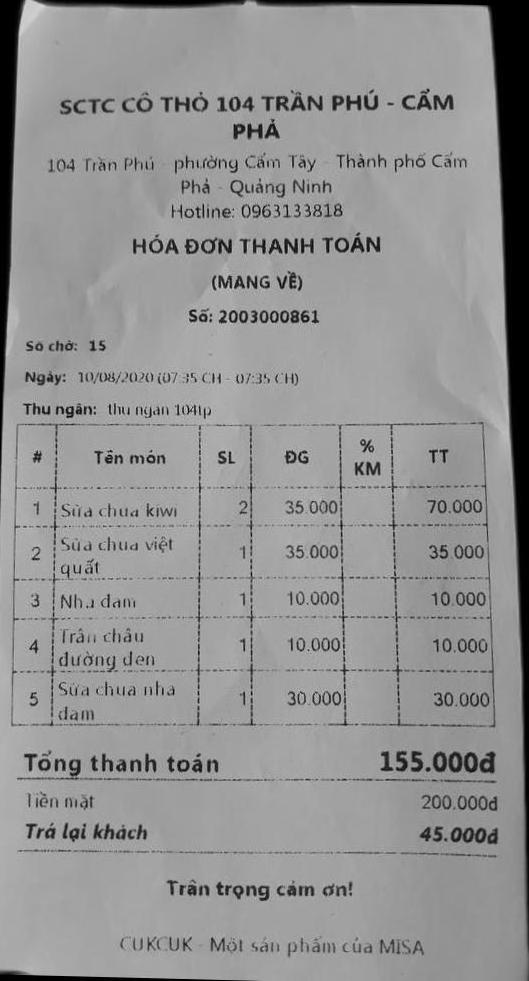 SCTC CÔ THỎ 104 TRẦN PHÚ - CẨM
PHẢ
104 Trần Phú - phường Cẩm Tây - Thành phố Cẩm
Phả - Quảng Ninh
Hotline: 0963133818
HÓA ĐƠN THANH TOÁN
(MANG VỀ)
Số: 2003000861
Số chờ: 15
Ngày: 10/08/2020 (07:35 CH - 07:35 CH)
Thu ngân: thu ngan 104tp
# Tên món SL ĐG % KM TT
1 Sữa chua kiwi 2 35.000 70.000
2 Sữa chua việt quất 1 35.000 35.000
3 Nha đam 1 10.000 10.000
4 Trân châu đường đen 1 10.000 10.000
5 Sữa chua nha đam 1 30.000 30.000
Tổng thanh toán 155.000đ
Tiền mặt 200.000đ
Trả lại khách 45.000đ
Trân trọng cảm ơn!
CUKCUK - Một sản phẩm của MISA